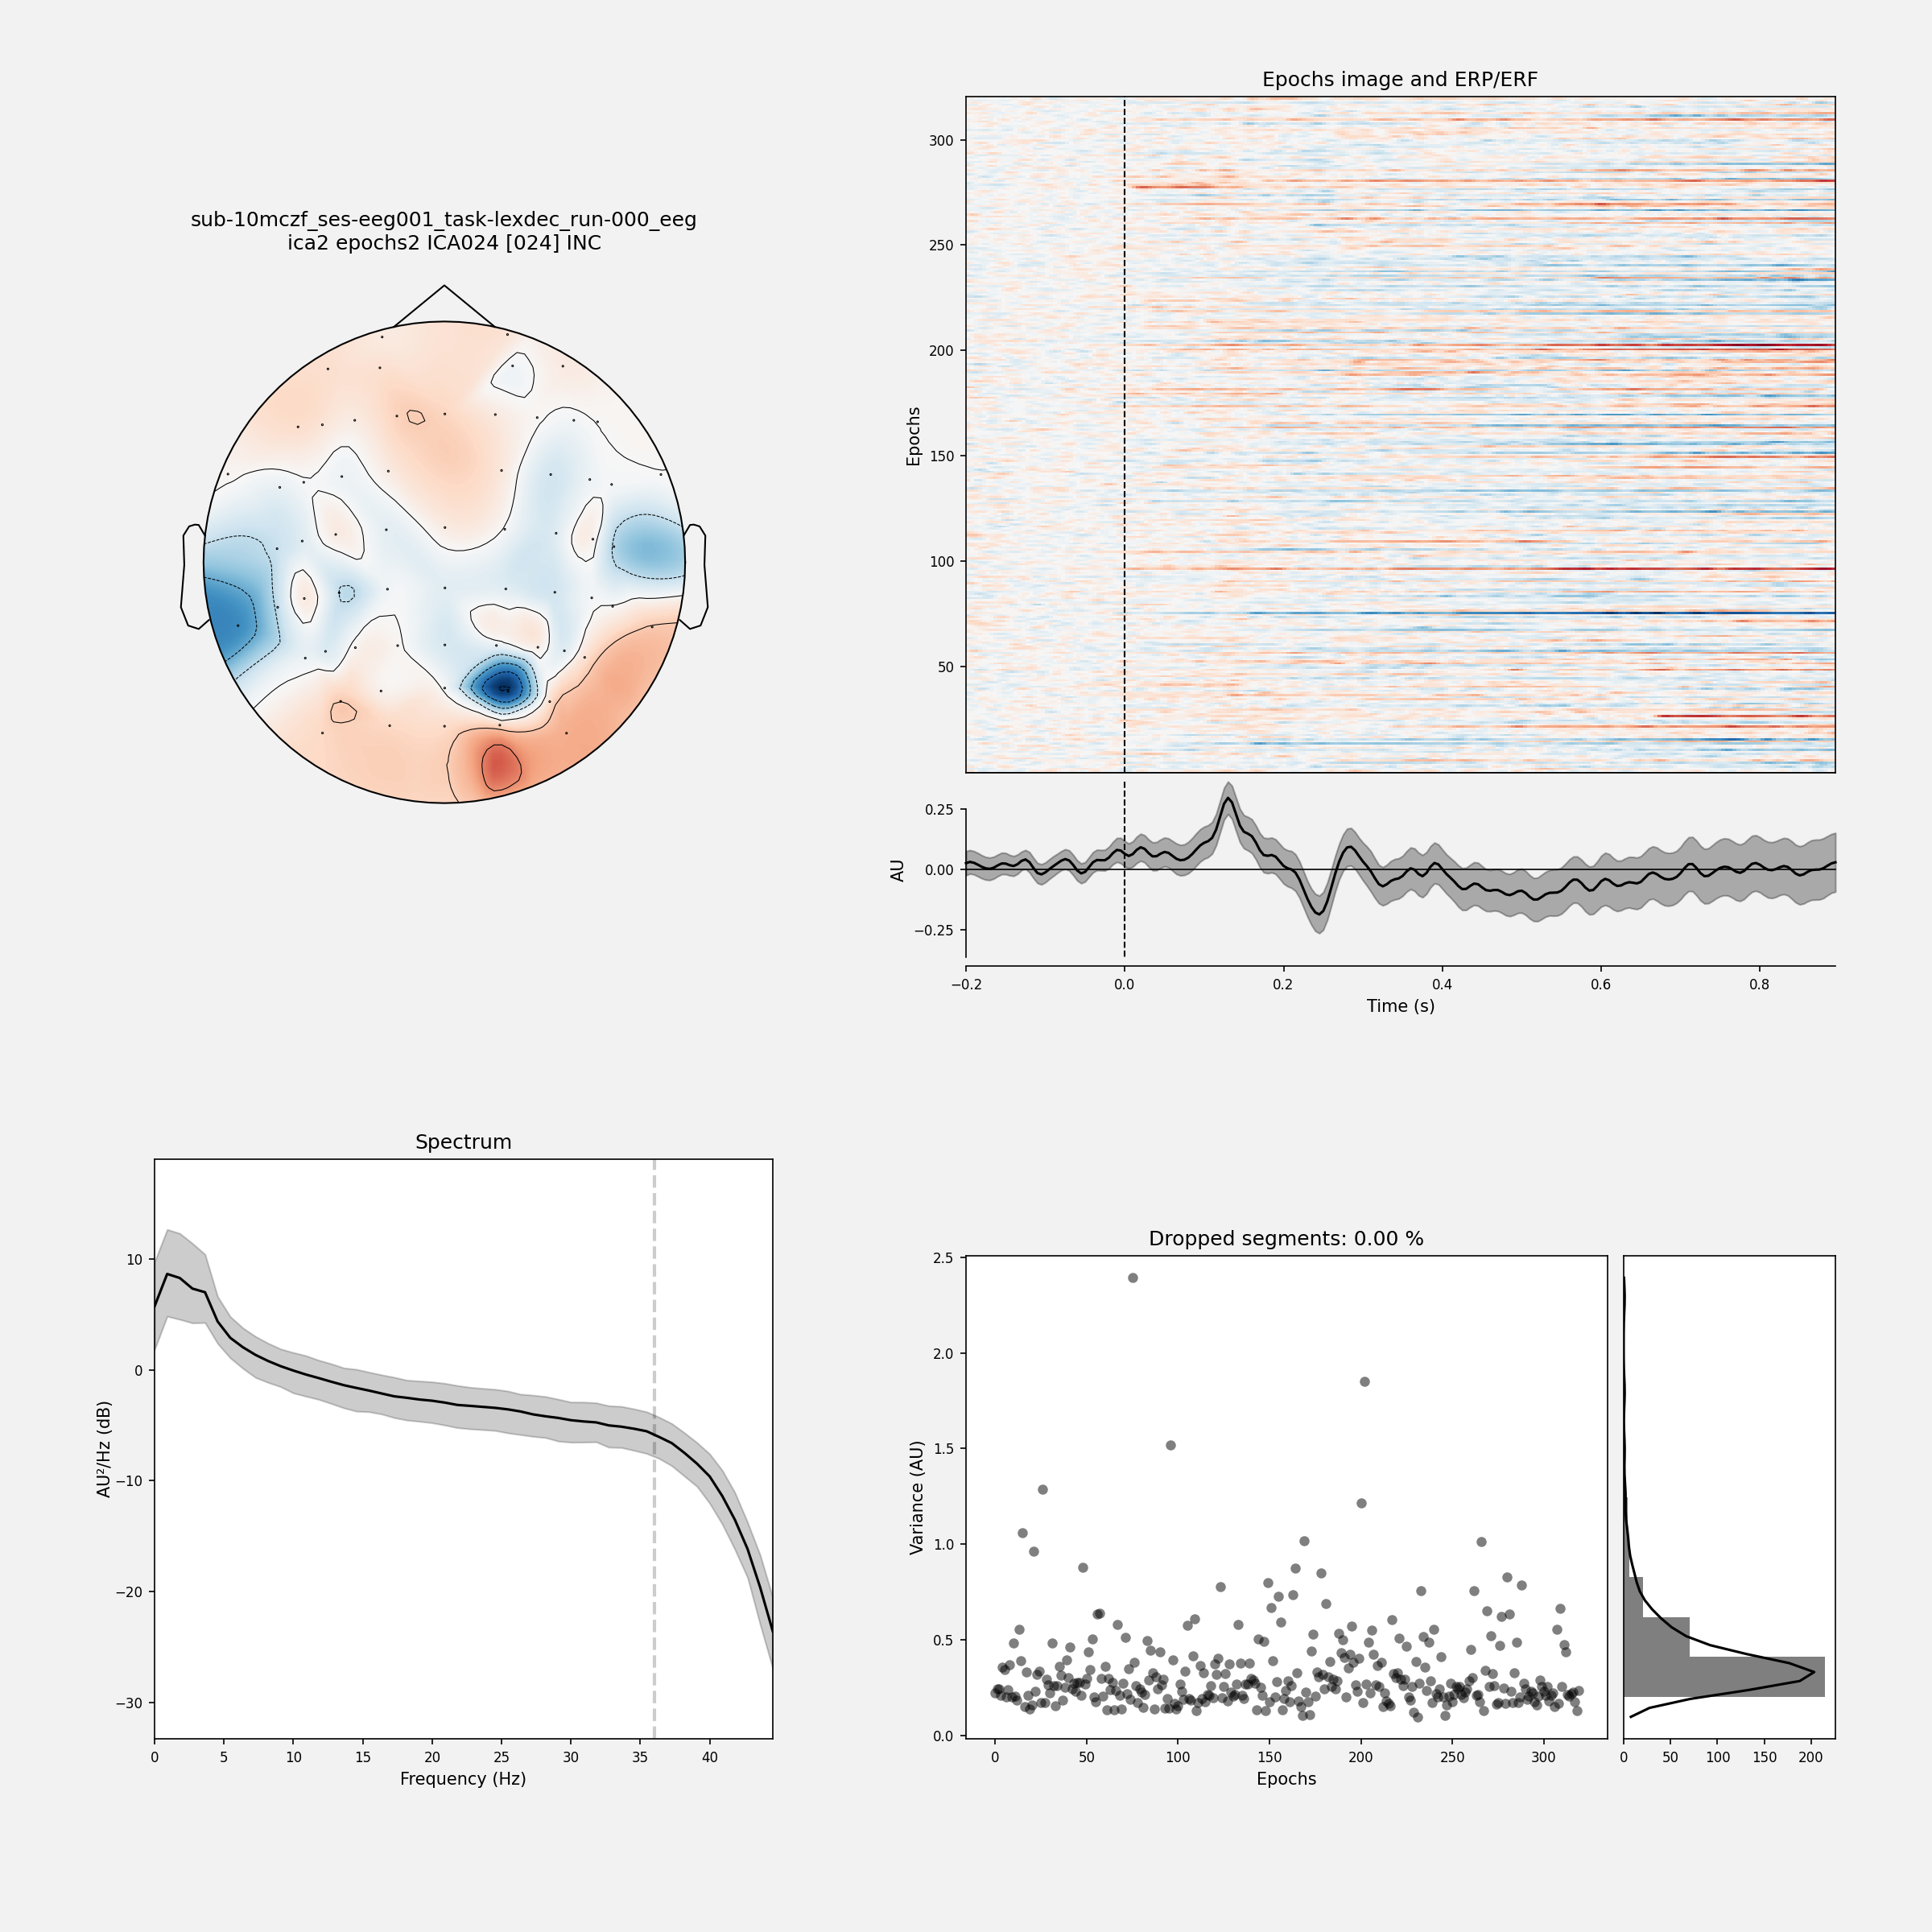 sub-10mczf_ses-eeg001_task-lexdec_run-000_eeg
ica2 epochs2 ICA024 [024] INC
Epochs image and ERP/ERF
300
250
200
150
100
50
Epochs
0.25
0.00
−0.25
AU
−0.2 0.0 0.2 0.4 0.6 0.8
Time (s)
Spectrum
10
0
−10
−20
−30
AU²/Hz (dB)
0 5 10 15 20 25 30 35 40
Frequency (Hz)
Dropped segments: 0.00 %
2.5
2.0
1.5
1.0
0.5
0.0
Variance (AU)
0 50 100 150 200 250 300
Epochs
0 50 100 150 200